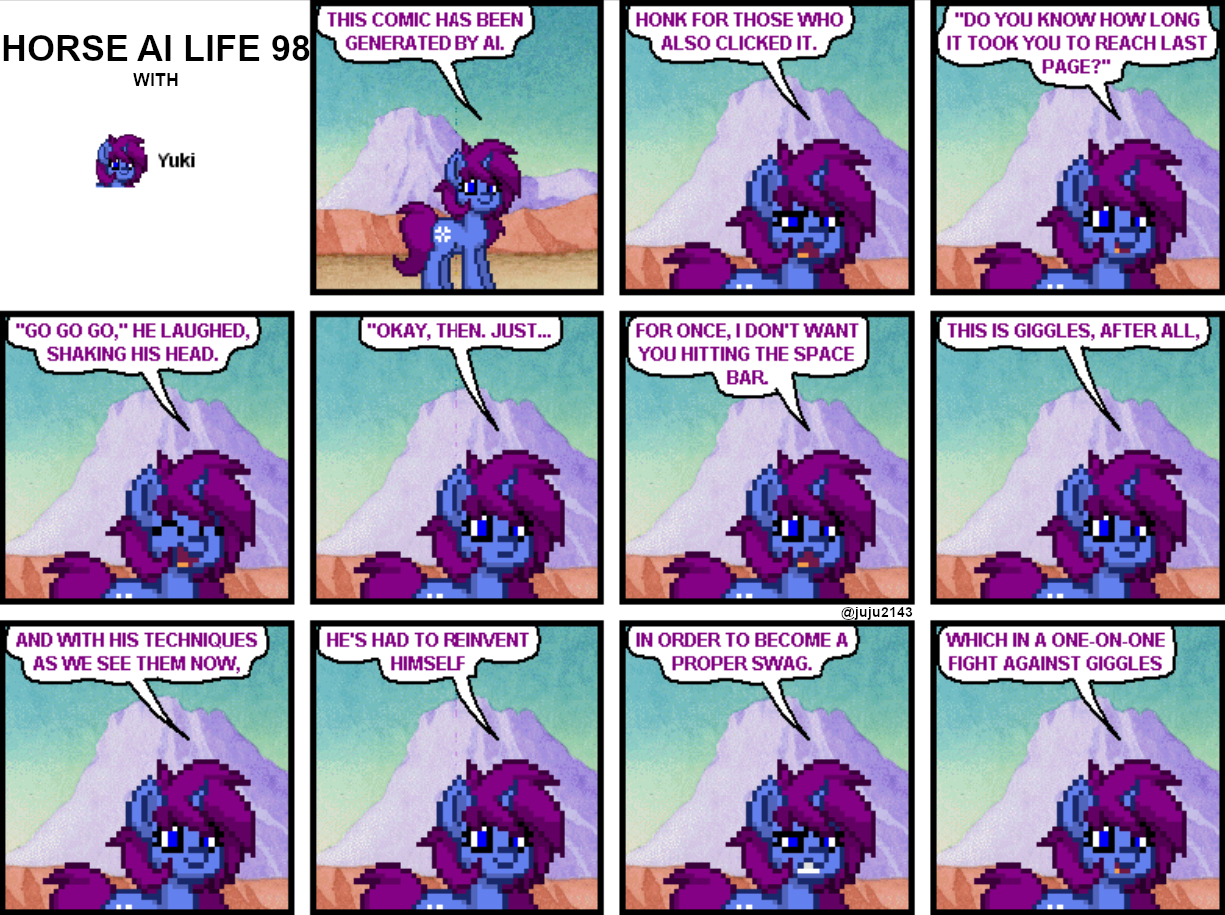 HORSE AI LIFE 98
WITH
Yuki
THIS COMIC HAS BEEN
GENERATED BY AI.
HONK FOR THOSE WHO
ALSO CLICKED IT.
"DO YOU KNOW HOW LONG
IT TOOK YOU TO REACH LAST
PAGE?"
"GO GO GO," HE LAUGHED,
SHAKING HIS HEAD.
"OKAY, THEN. JUST...
FOR ONCE, I DON'T WANT
YOU HITTING THE SPACE
BAR.
THIS IS GIGGLES, AFTER ALL,
@juju2143
AND WITH HIS TECHNIQUES
AS WE SEE THEM NOW,
HE'S HAD TO REINVENT
HIMSELF
IN ORDER TO BECOME A
PROPER SWAG.
WHICH IN A ONE-ON-ONE
FIGHT AGAINST GIGGLES